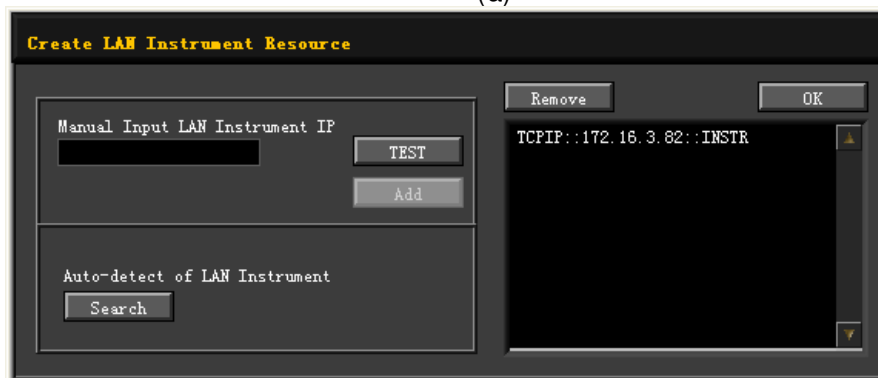 (a)
Create LAN Instrument Resource
Remove
OK
Manual Input LAN Instrument IP
TEST
TCPIP::172.16.3.82::INSTR
Add
Auto-detect of LAN Instrument
Search